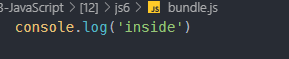 3-JavaScript > [12] > js6 > JS bundle.js
console.log('inside')